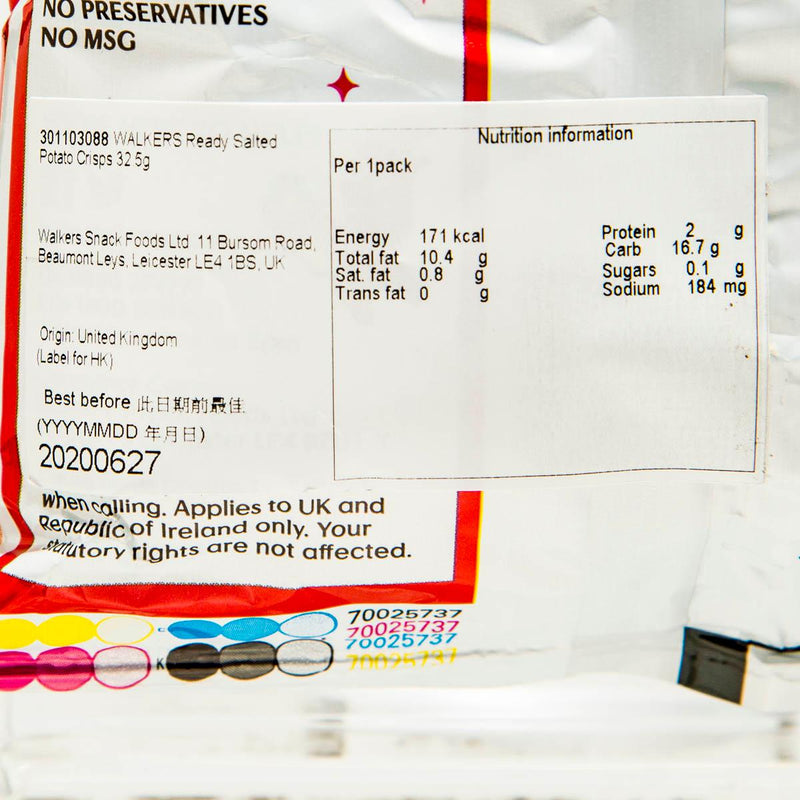 NO PRESERVATIVES
NO MSG
301103088 WALKERS Ready Salted
Potato Crisps 32.5g
Walkers Snack Foods Ltd 11 Bursom Road,
Beaumont Leys, Leicester LE4 1BS, UK
Origin: United Kingdom
(Label for HK)
Best before 此日期前最佳
(YYYYMMDD 年月日)
20200627
Nutrition information
Per 1pack
Energy 171 kcal
Total fat 10.4 g
Sat. fat 0.8 g
Trans fat 0 g
Protein 2 g
Carb 16.7 g
Sugars 0.1 g
Sodium 184 mg
when calling. Applies to UK and
Republic of Ireland only. Your
statutory rights are not affected.
70025737
70025737
70025737
K 70025737